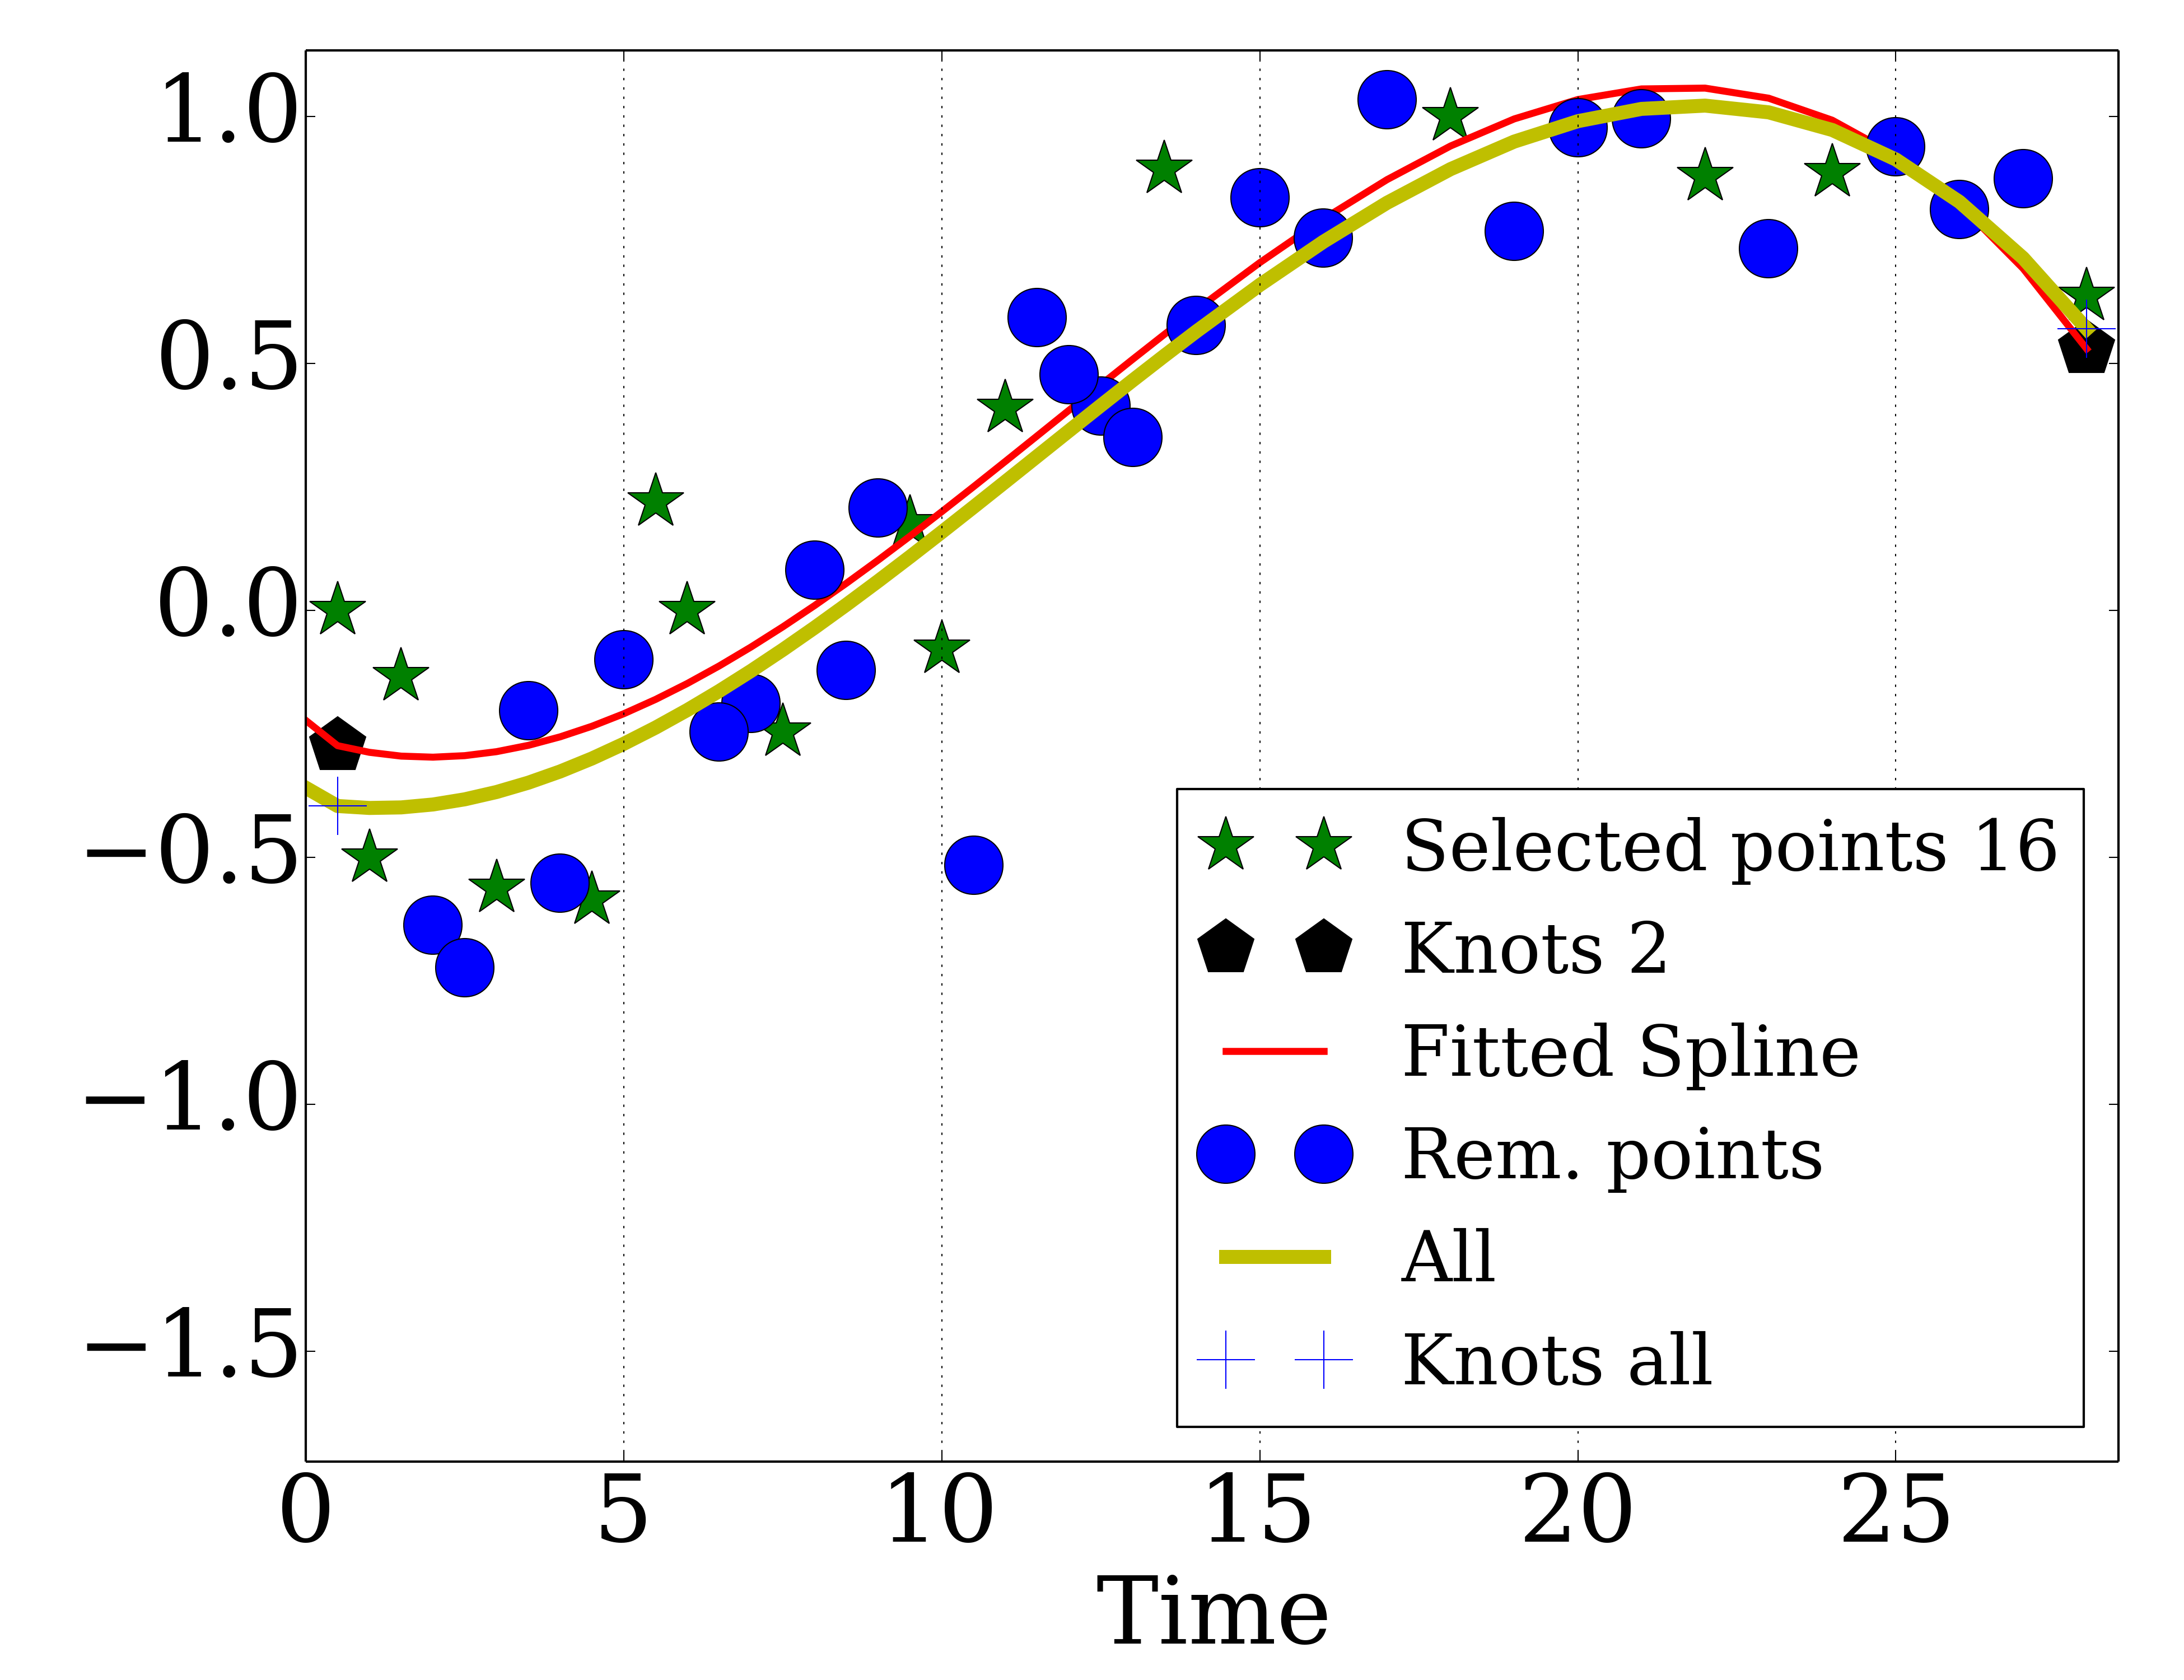 1.0
0.5
0.0
−0.5
−1.0
−1.5
0 5 10 15 20 25
Time
Selected points 16
Knots 2
Fitted Spline
Rem. points
All
Knots all